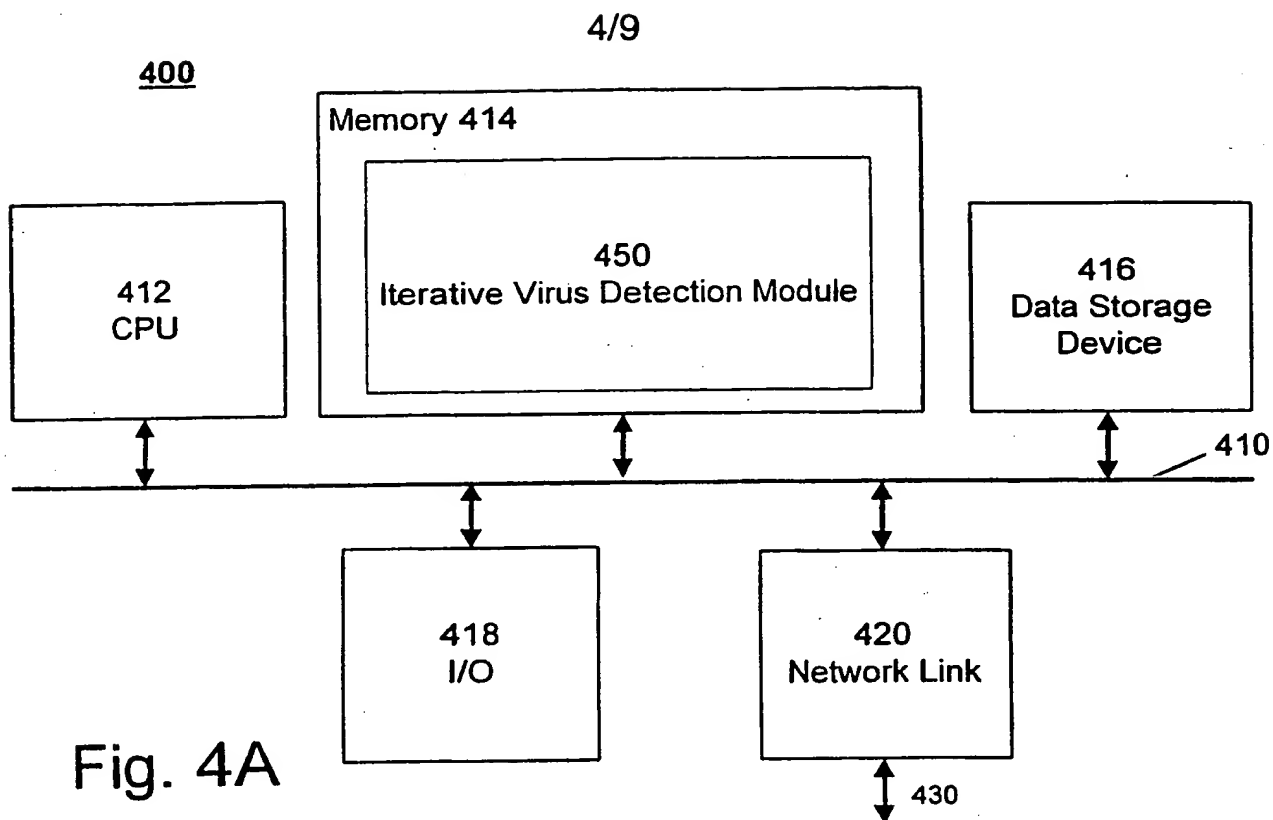 4/9
400
Memory 414
450
Iterative Virus Detection Module
412
CPU
416
Data Storage
Device
410
418
I/O
420
Network Link
430
Fig. 4A